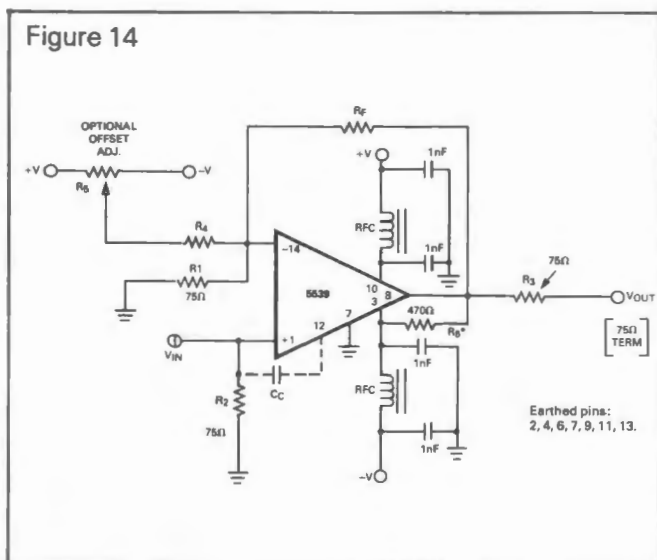 Figure 14
OPTIONAL
OFFSET
ADJ.
+V
–V
R5
RF
+V
1nF
RFC
1nF
R4
–14
R1
75Ω
5539
10
8
3
12
7
+1
VIN
CC
R2
75Ω
470Ω
R6*
1nF
RFC
1nF
–V
R3
75Ω
VOUT
[75Ω
TERM]
Earthed pins:
2, 4, 6, 7, 9, 11, 13.